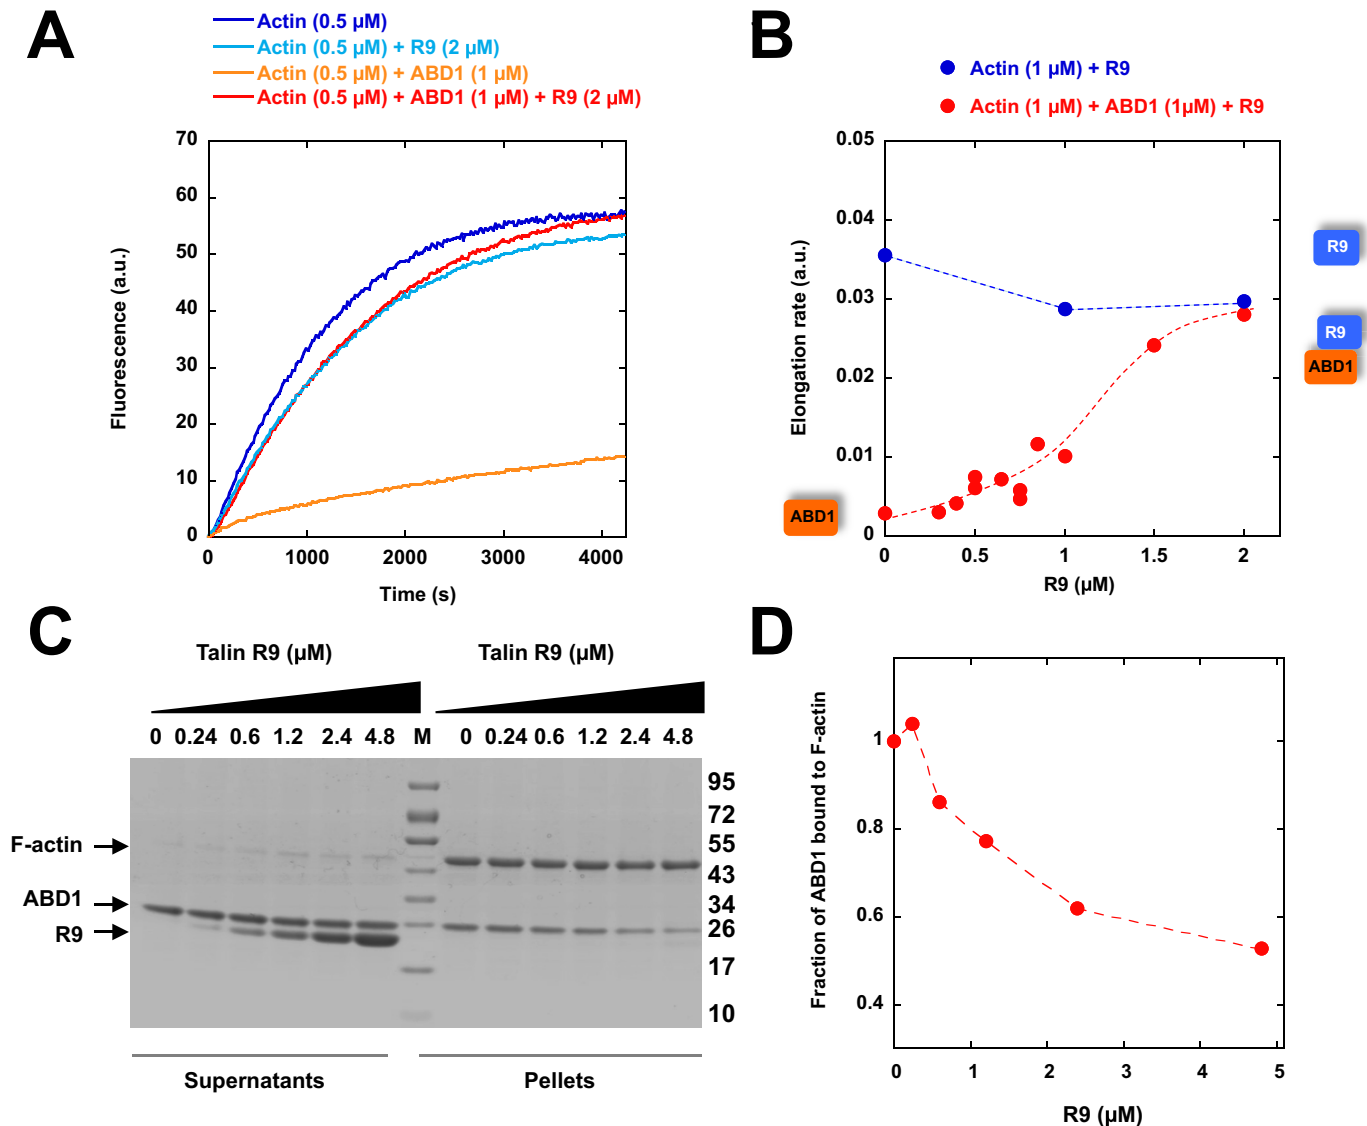 A
Actin (0.5 µM)
Actin (0.5 µM) + R9 (2 µM)
Actin (0.5 µM) + ABD1 (1 µM)
Actin (0.5 µM) + ABD1 (1 µM) + R9 (2 µM)
70
60
50
40
30
20
10
0
Fluorescence (a.u.)
0 1000 2000 3000 4000
Time (s)
B
Actin (1 µM) + R9
Actin (1 µM) + ABD1 (1µM) + R9
0.05
0.04
0.03
0.02
0.01
0
Elongation rate (a.u.)
0 0.5 1 1.5 2
R9 (µM)
ABD1
R9
R9
ABD1
C
Talin R9 (µM) Talin R9 (µM)
0 0.24 0.6 1.2 2.4 4.8 M 0 0.24 0.6 1.2 2.4 4.8
F-actin
ABD1
R9
95
72
55
43
34
26
17
10
Supernatants Pellets
D
1
0.8
0.6
0.4
Fraction of ABD1 bound to F-actin
0 1 2 3 4 5
R9 (µM)